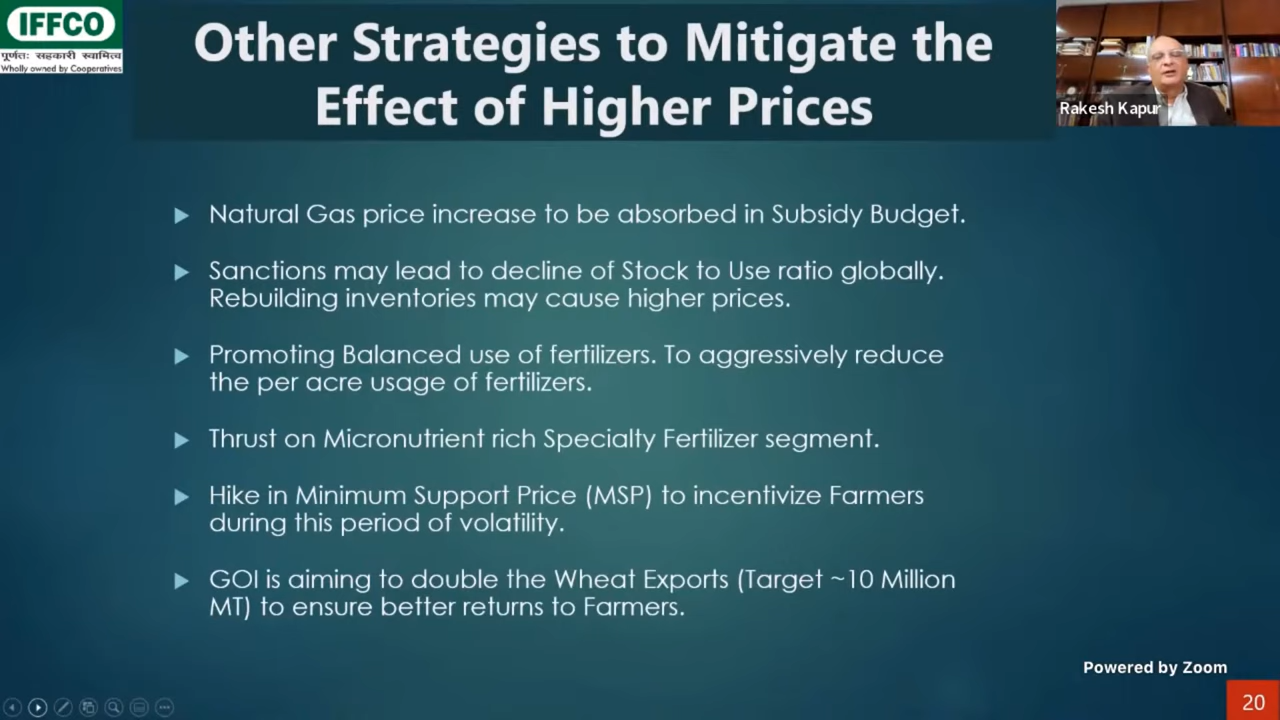 IFFCO
पूर्णतः सहकारी स्वामित्व
Wholly owned by Cooperatives
Other Strategies to Mitigate the
Effect of Higher Prices
Rakesh Kapur
Natural Gas price increase to be absorbed in Subsidy Budget.
Sanctions may lead to decline of Stock to Use ratio globally.
Rebuilding inventories may cause higher prices.
Promoting Balanced use of fertilizers. To aggressively reduce
the per acre usage of fertilizers.
Thrust on Micronutrient rich Specialty Fertilizer segment.
Hike in Minimum Support Price (MSP) to incentivize Farmers
during this period of volatility.
GOI is aiming to double the Wheat Exports (Target ~10 Million
MT) to ensure better returns to Farmers.
Powered by Zoom
20